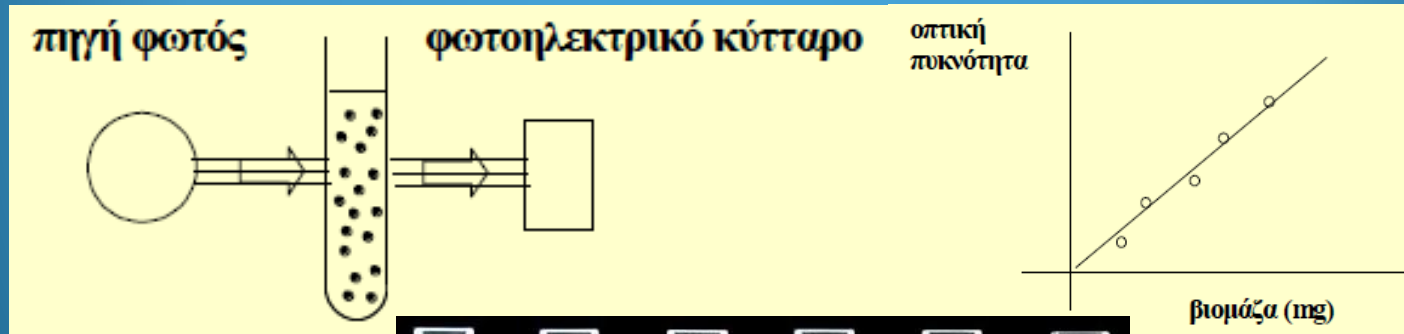 πηγή φωτός
φωτοηλεκτρικό κύτταρο
οπτική
πυκνότητα
βιομάζα (mg)